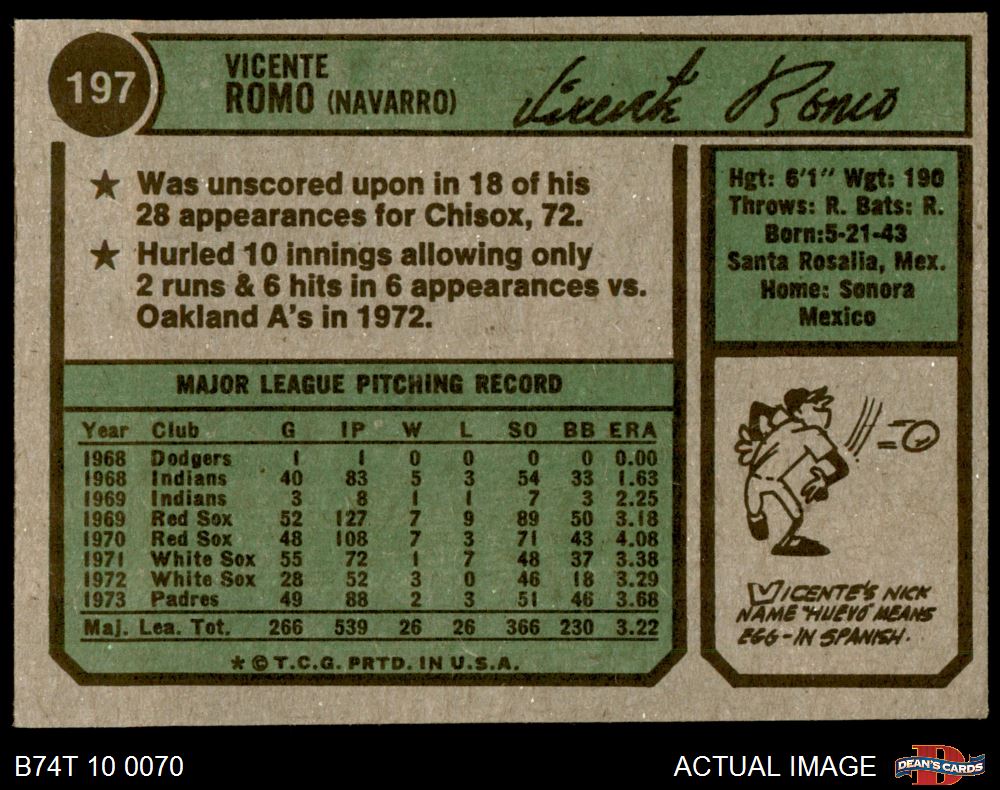 197
VICENTE
ROMO (NAVARRO)
Vicente Romo
★ Was unscored upon in 18 of his
28 appearances for Chisox, 72.
★ Hurled 10 innings allowing only
2 runs & 6 hits in 6 appearances vs.
Oakland A's in 1972.
Hgt: 6'1" Wgt: 190
Throws: R. Bats: R.
Born:5-21-43
Santa Rosalia, Mex.
Home: Sonora
Mexico
MAJOR LEAGUE PITCHING RECORD
Year Club G IP W L SO BB ERA
1968 Dodgers 1 1 0 0 0 0 0.00
1968 Indians 40 83 5 3 54 33 1.63
1969 Indians 3 8 1 1 7 3 2.25
1969 Red Sox 52 127 7 9 89 50 3.18
1970 Red Sox 48 108 7 3 71 43 4.08
1971 White Sox 55 72 1 7 48 37 3.38
1972 White Sox 28 52 3 0 46 18 3.29
1973 Padres 49 88 2 3 51 46 3.68
Maj. Lea. Tot. 266 539 26 26 366 230 3.22
★ © T.C.G. PRTD. IN U.S.A.
VICENTE'S NICK
NAME "HUEVO" MEANS
EGG-IN SPANISH.
B74T 10 0070
ACTUAL IMAGE
D
DEAN'S CARDS